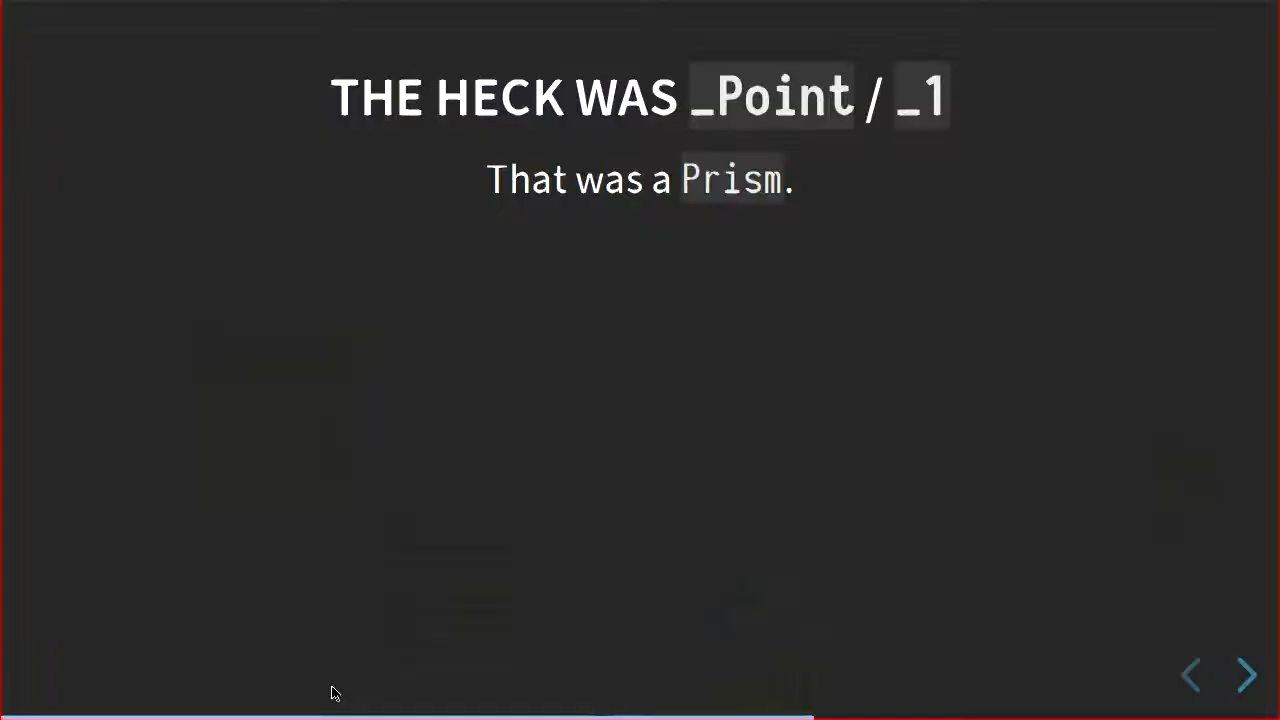 THE HECK WAS _Point / _1
That was a Prism.